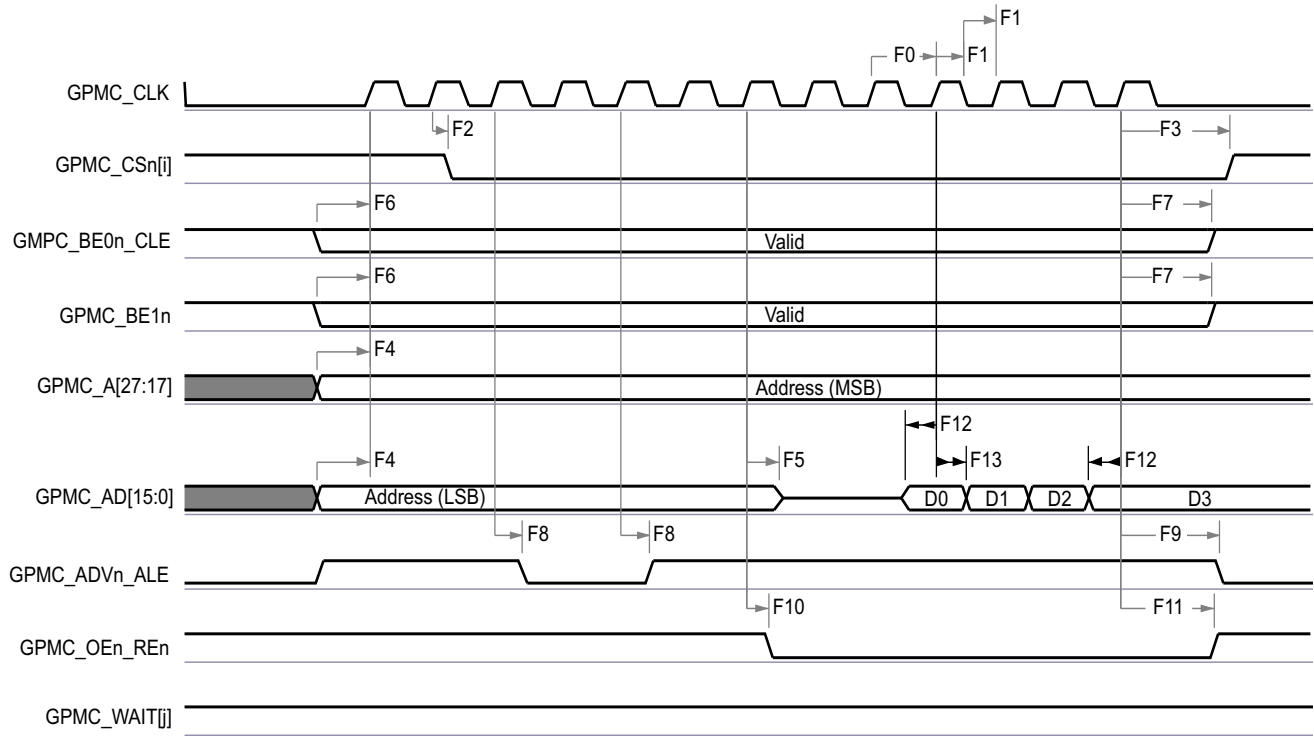 F1
F0 F1
GPMC_CLK
F2 F3
GPMC_CSn[i]
F6 F7
GMPC_BE0n_CLE Valid
F6 F7
GPMC_BE1n Valid
F4
GPMC_A[27:17] Address (MSB)
F12
F4 F5 F13 F12
GPMC_AD[15:0] Address (LSB) D0 D1 D2 D3
F8 F8 F9
GPMC_ADVn_ALE
F10 F11
GPMC_OEn_REn
GPMC_WAIT[j]